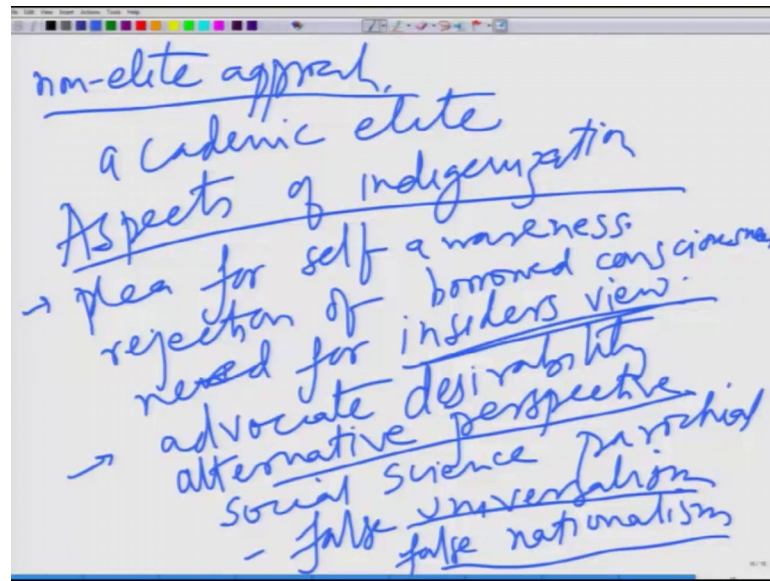 non-elite approach,
academic elite
Aspects of indigenization
→ plea for self awareness.
rejection of borrowed consciousness
need for insiders view.
→ advocate desirability
alternative perspective.
social science parochial
- false universalism
false nationalism